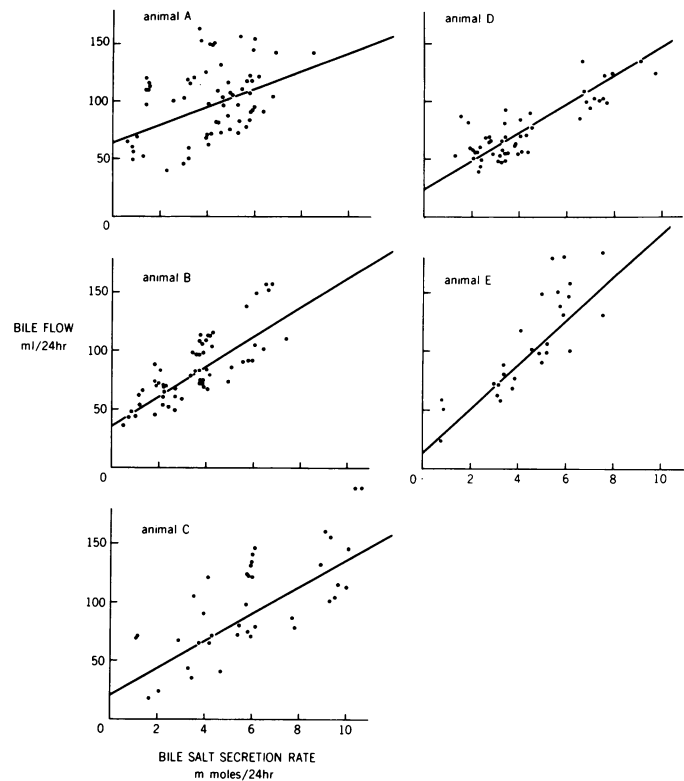 animal A
150
100
50
0
animal D
animal B
150
100
50
0
BILE FLOW
ml/24hr
animal E
0
2
4
6
8
10
animal C
150
100
50
0
2
4
6
8
10
BILE SALT SECRETION RATE
m moles/24hr